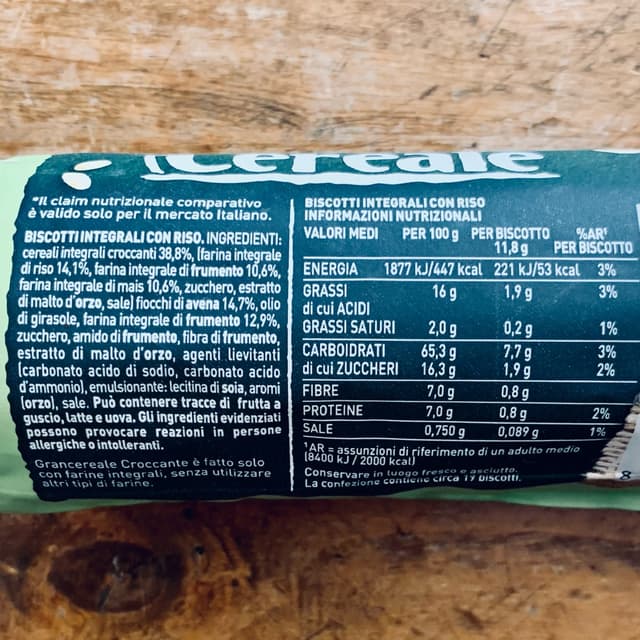 Cereale
*Il claim nutrizionale comparativo
è valido solo per il mercato Italiano.
BISCOTTI INTEGRALI CON RISO. INGREDIENTI:
cereali integrali croccanti 38,8%, (farina integrale
di riso 14,1%, farina integrale di frumento 10,6%,
farina integrale di mais 10,6%, zucchero, estratto
di malto d'orzo, sale) fiocchi di avena 14,7%, olio
di girasole, farina integrale di frumento 12,9%,
zucchero, amido di frumento, fibra di frumento,
estratto di malto d'orzo, agenti lievitanti
(carbonato acido di sodio, carbonato acido
d'ammonio), emulsionante: lecitina di soia, aromi
(orzo), sale. Può contenere tracce di frutta a
guscio, latte e uova. Gli ingredienti evidenziati
possono provocare reazioni in persone
allergiche o intolleranti.
Grancereale Croccante è fatto solo
con farine integrali, senza utilizzare
altri tipi di farine.
BISCOTTI INTEGRALI CON RISO
INFORMAZIONI NUTRIZIONALI
VALORI MEDI PER 100 g PER BISCOTTO %AR¹
11,8 g PER BISCOTTO
ENERGIA 1877 kJ/447 kcal 221 kJ/53 kcal 3%
GRASSI 16 g 1,9 g 3%
di cui ACIDI
GRASSI SATURI 2,0 g 0,2 g 1%
CARBOIDRATI 65,3 g 7,7 g 3%
di cui ZUCCHERI 16,3 g 1,9 g 2%
FIBRE 7,0 g 0,8 g
PROTEINE 7,0 g 0,8 g 2%
SALE 0,750 g 0,089 g 1%
1AR = assunzioni di riferimento di un adulto medio
(8400 kJ / 2000 kcal)
Conservare in luogo fresco e asciutto.
La confezione contiene circa 19 biscotti.
8